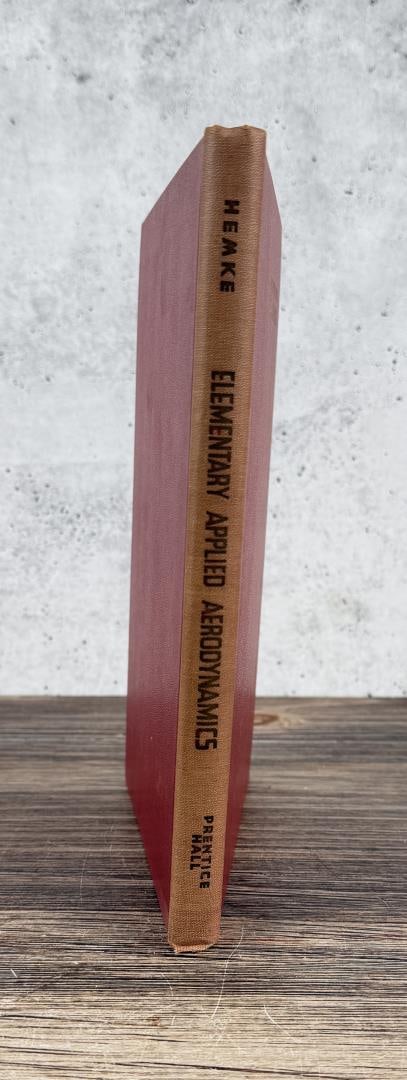 HEMKE
ELEMENTARY APPLIED AERODYNAMICS
PRENTICE
HALL